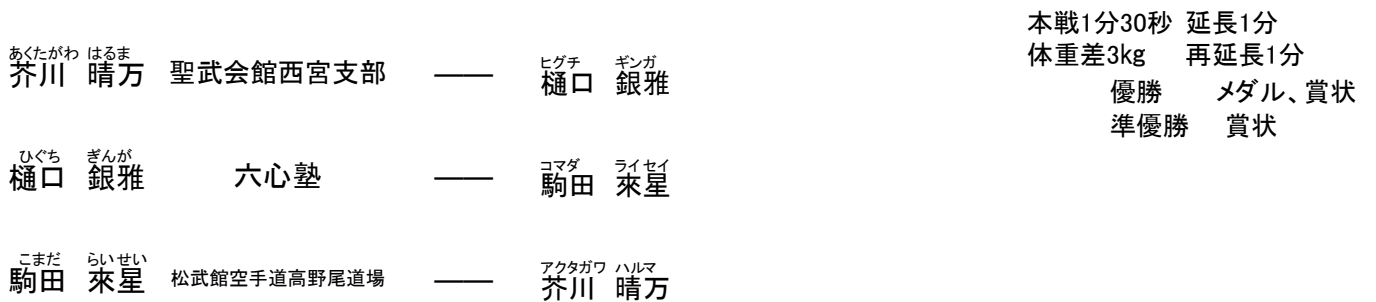 本戦1分30秒 延長1分
体重差3kg 再延長1分
優勝 メダル、賞状
準優勝 賞状
あくたがわ はるま
芥川 晴万 聖武会館西宮支部 ―― 樋口 銀雅
ヒグチ ギンガ
ひぐち ぎんが
樋口 銀雅 六心塾 ―― 駒田 來星
コマダ ライセイ
こまだ らいせい
駒田 來星 松武館空手道高野尾道場 ―― 芥川 晴万
アクタガワ ハルマ